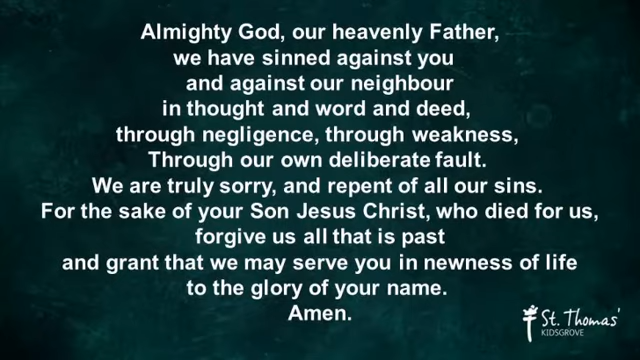 Almighty God, our heavenly Father,
we have sinned against you
and against our neighbour
in thought and word and deed,
through negligence, through weakness,
Through our own deliberate fault.
We are truly sorry, and repent of all our sins.
For the sake of your Son Jesus Christ, who died for us,
forgive us all that is past
and grant that we may serve you in newness of life
to the glory of your name.
Amen.
St. Thomas'
KIDSGROVE